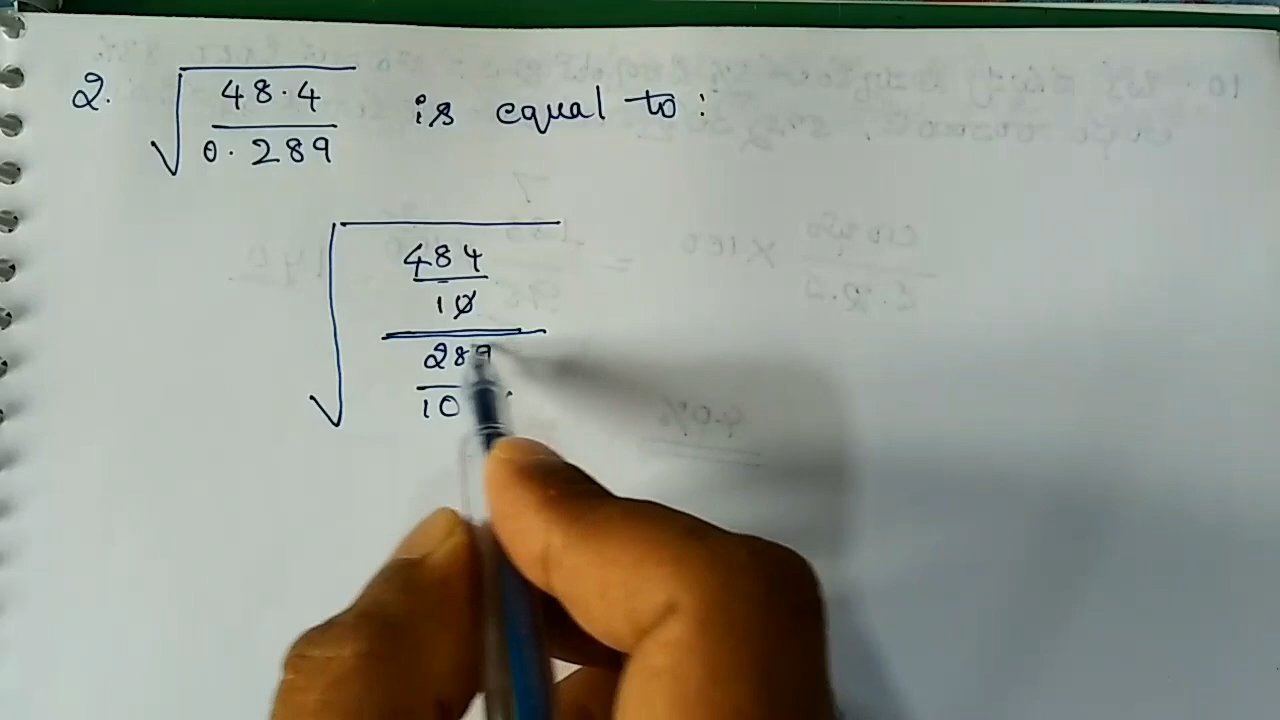 2. √ 48.4 / 0.289 is equal to :
√ 484
10
289
10